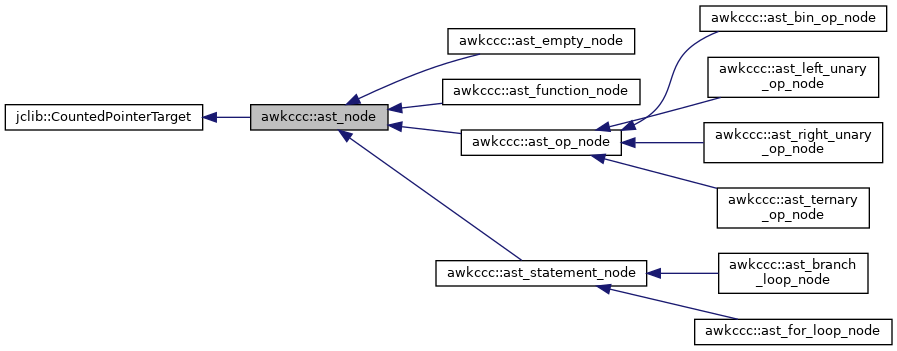 jclib::CountedPointerTarget
awkccc::ast_node
awkccc::ast_empty_node
awkccc::ast_function_node
awkccc::ast_op_node
awkccc::ast_statement_node
awkccc::ast_bin_op_node
awkccc::ast_left_unary
_op_node
awkccc::ast_right_unary
_op_node
awkccc::ast_ternary
_op_node
awkccc::ast_branch
_loop_node
awkccc::ast_for_loop_node